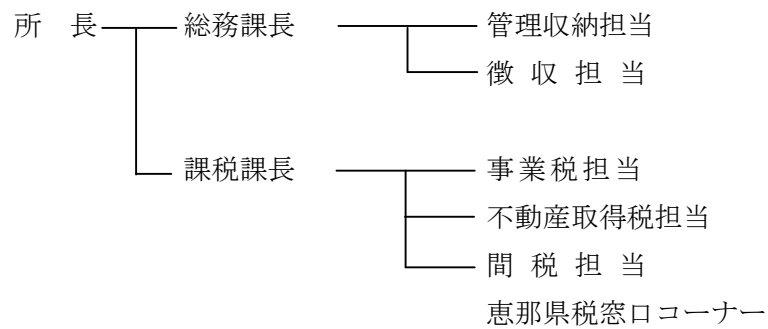 所 長 総務課長 管理収納担当
徴 収 担 当
課税課長 事業税担当
不動産取得税担当
間 税 担 当
恵那県税窓口コーナー